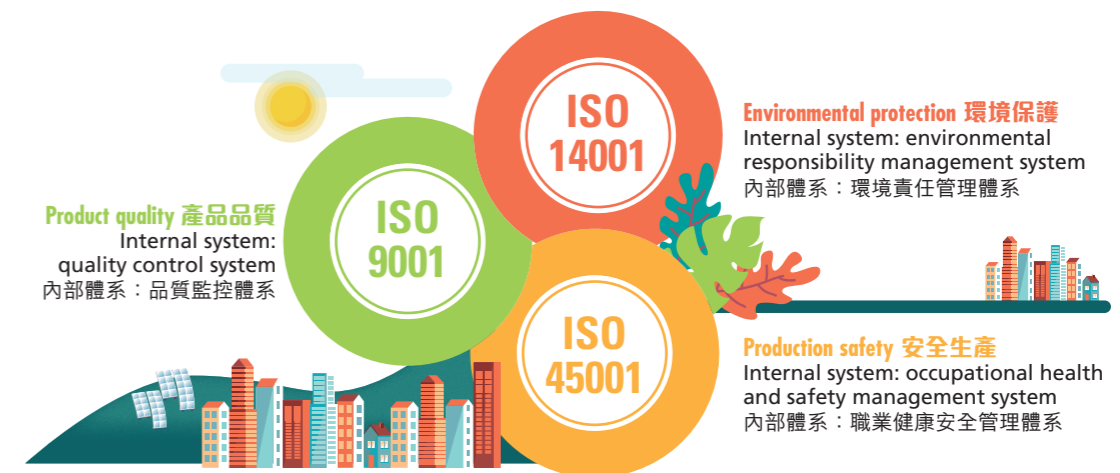 ISO
14001
Environmental protection 環境保護
Internal system: environmental
responsibility management system
內部體系：環境責任管理體系
ISO
9001
Product quality 產品品質
Internal system:
quality control system
內部體系：品質監控體系
ISO
45001
Production safety 安全生產
Internal system: occupational health
and safety management system
內部體系：職業健康安全管理體系